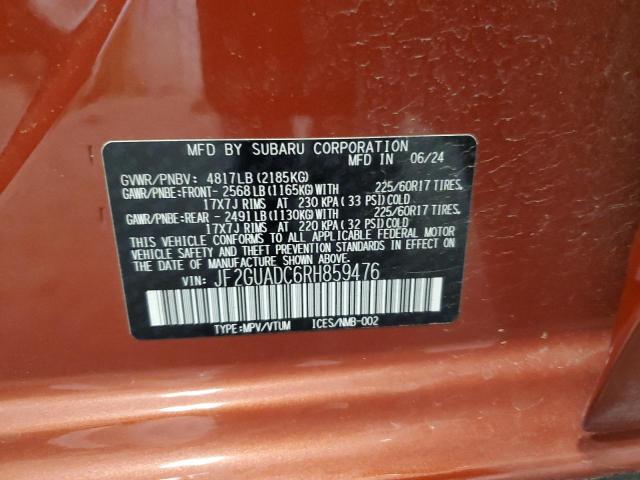 MFD BY SUBARU CORPORATION
MFD IN 06/24
GVWR/PNBV: 4817LB (2185KG)
GAWR/PNBE:FRONT- 2568LB(1165KG)WITH 225/60R17 TIRES,
17X7J RIMS AT 230 KPA (33 PSI)COLD
GAWR/PNBE:REAR - 2491LB(1130KG)WITH 225/60R17 TIRES,
17X7J RIMS AT 220 KPA (32 PSI)COLD
THIS VEHICLE CONFORMS TO ALL APPLICABLE FEDERAL MOTOR
VEHICLE SAFETY STANDARDS IN EFFECT ON THE DATE OF
MANUFACTURE SHOWN ABOVE.
VIN: JF2GUADC6RH859476
TYPE:MPV/VTUM ICES/NMB-002